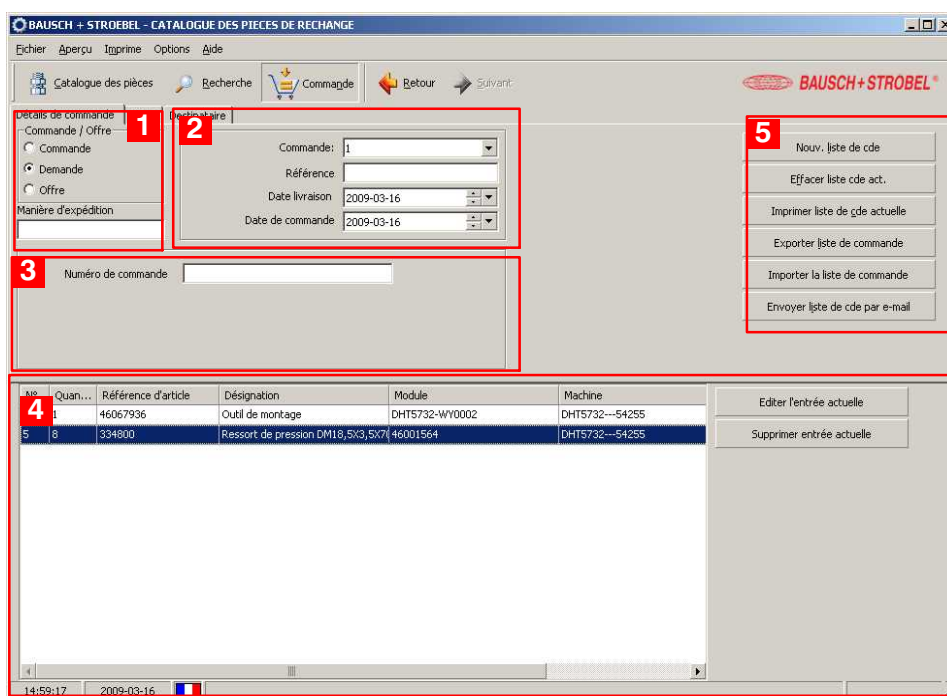 BAUSCH + STROEBEL - CATALOGUE DES PIECES DE RECHANGE
Fichier Aperçu Imprime Options Aide
Catalogue des pièces Recherche Commande Retour Suivant BAUSCH+STROBEL
Détails de commande Destinataire
1
2
5
Commande / Offre
Commande
Demande
Offre
Manière d'expédition
Commande: 1
Référence
Date livraison 2009-03-16
Date de commande 2009-03-16
Nouv. liste de cde
Effacer liste cde act.
Imprimer liste de cde actuelle
Exporter liste de commande
Importer la liste de commande
Envoyer liste de cde par e-mail
3
Numéro de commande
4
N° Quan... Référence d'article Désignation Module Machine
1 46067936 Outil de montage DHT5732-WY0002 DHT5732---54255
5 8 334800 Ressort de pression DM18,5X3,5X7( 46001564 DHT5732---54255
Editer l'entrée actuelle
Supprimer entrée actuelle
14:59:17 2009-03-16